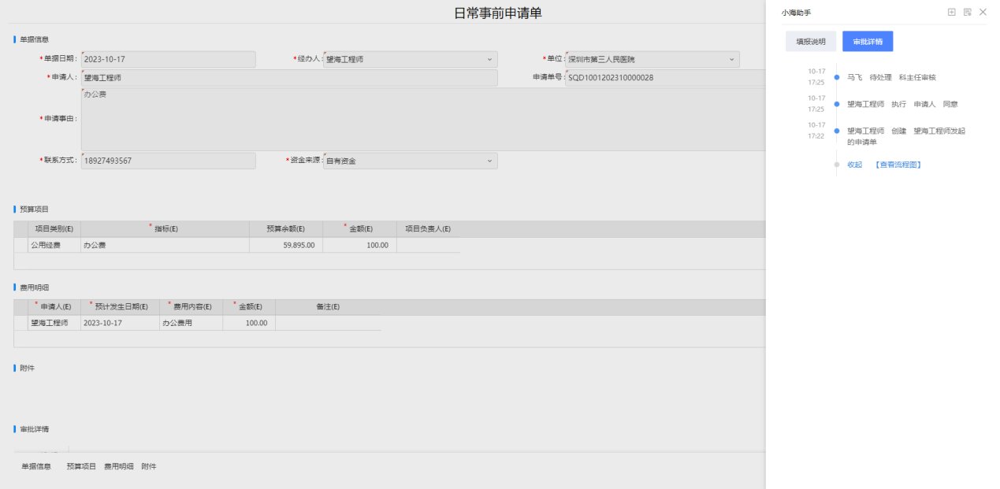 日常事前申请单
单据信息
*单据日期: 2023-10-17 *经办人: 望海工程师 *单位: 深圳市第三人民医院
*申请人: 望海工程师 申请单号: SQD1001202310000028
*申请事由: 办公费
*联系方式: 18927493567 *资金来源: 自有资金
预算项目
项目类别(E) *指标(E) 预算余额(E) *金额(E) 项目负责人(E)
公用经费 办公费 59.895.00 100.00
费用明细
*申请人(E) *预计发生日期(E) *费用内容(E) *金额(E) 备注(E)
望海工程师 2023-10-17 办公费用 100.00
附件
审批详情
单据信息 预算项目 费用明细 附件
小海助手
填报说明 审批详情
10-17 17:25 马飞 待处理 科主任审核
10-17 17:25 望海工程师 执行 申请人 同意
10-17 17:22 望海工程师 创建 望海工程师发起
的申请单
收起 【查看流程图】